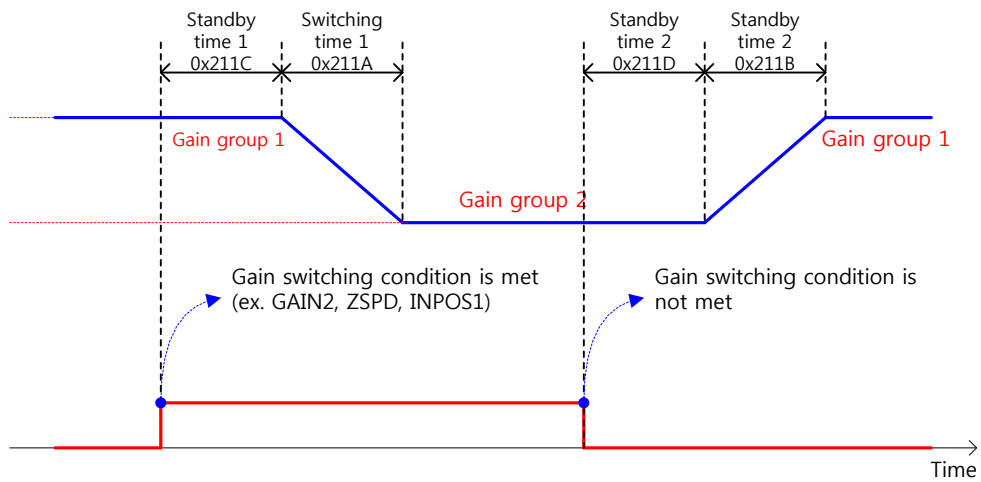 Standby
time 1
0x211C
Switching
time 1
0x211A
Standby
time 2
0x211D
Standby
time 2
0x211B
Gain group 1
Gain group 2
Gain group 1
Gain switching condition is met
(ex. GAIN2, ZSPD, INPOS1)
Gain switching condition is
not met
Time